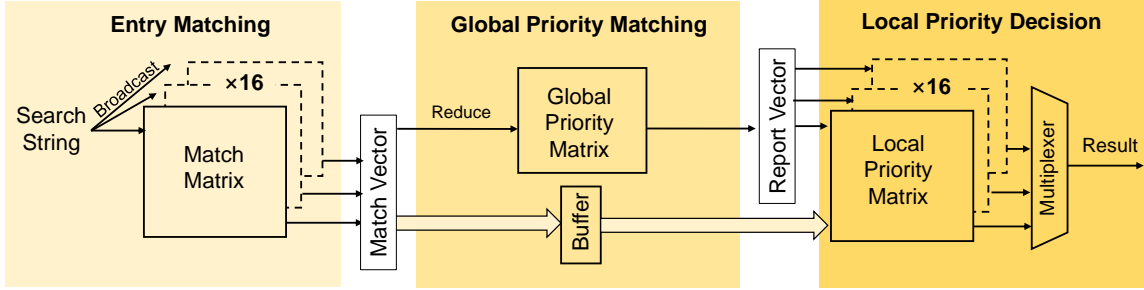 Entry Matching
Global Priority Matching
Local Priority Decision
Broadcast
×16
Search
String
Match
Matrix
Match Vector
Reduce
Global
Priority
Matrix
Buffer
Report Vector
×16
Local
Priority
Matrix
Multiplexer
Result